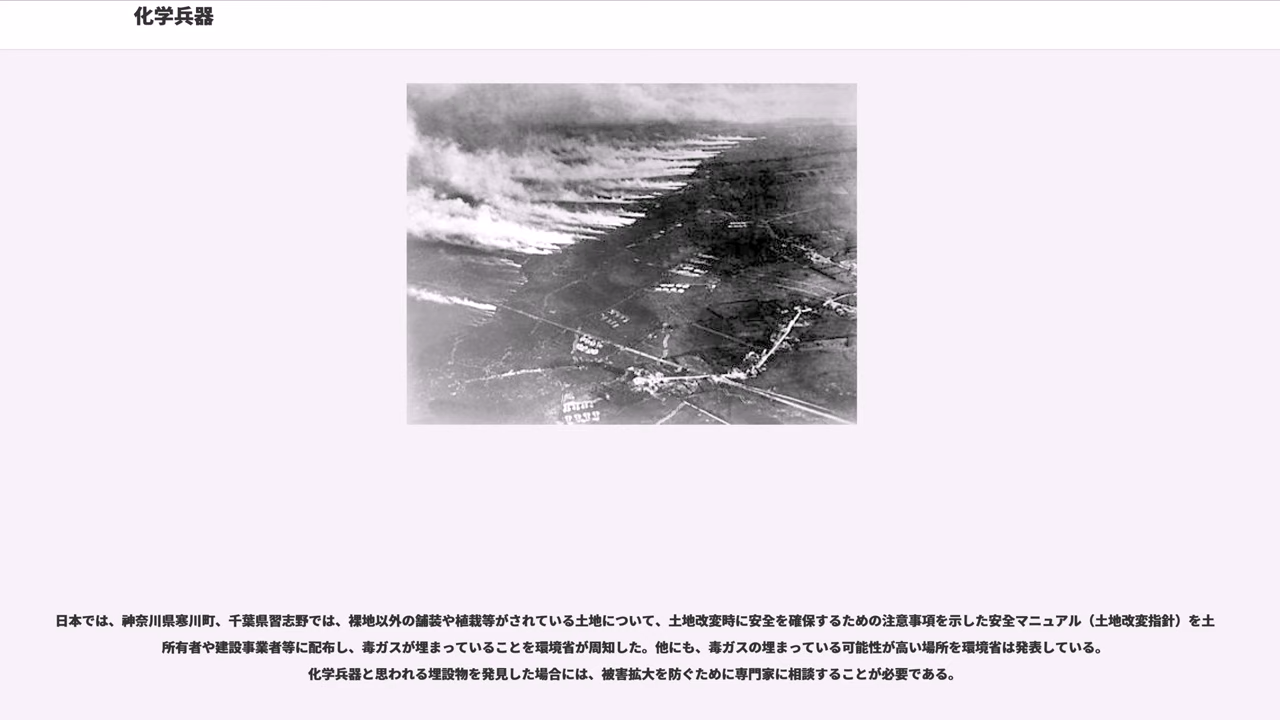 化学兵器
日本では、神奈川県寒川町、千葉県習志野では、裸地以外の舗装や植栽等がされている土地について、土地改変時に安全を確保するための注意事項を示した安全マニュアル（土地改変指針）を土
所有者や建設事業者等に配布し、毒ガスが埋まっていることを環境省が周知した。他にも、毒ガスの埋まっている可能性が高い場所を環境省は発表している。
化学兵器と思われる埋設物を発見した場合には、被害拡大を防ぐために専門家に相談することが必要である。